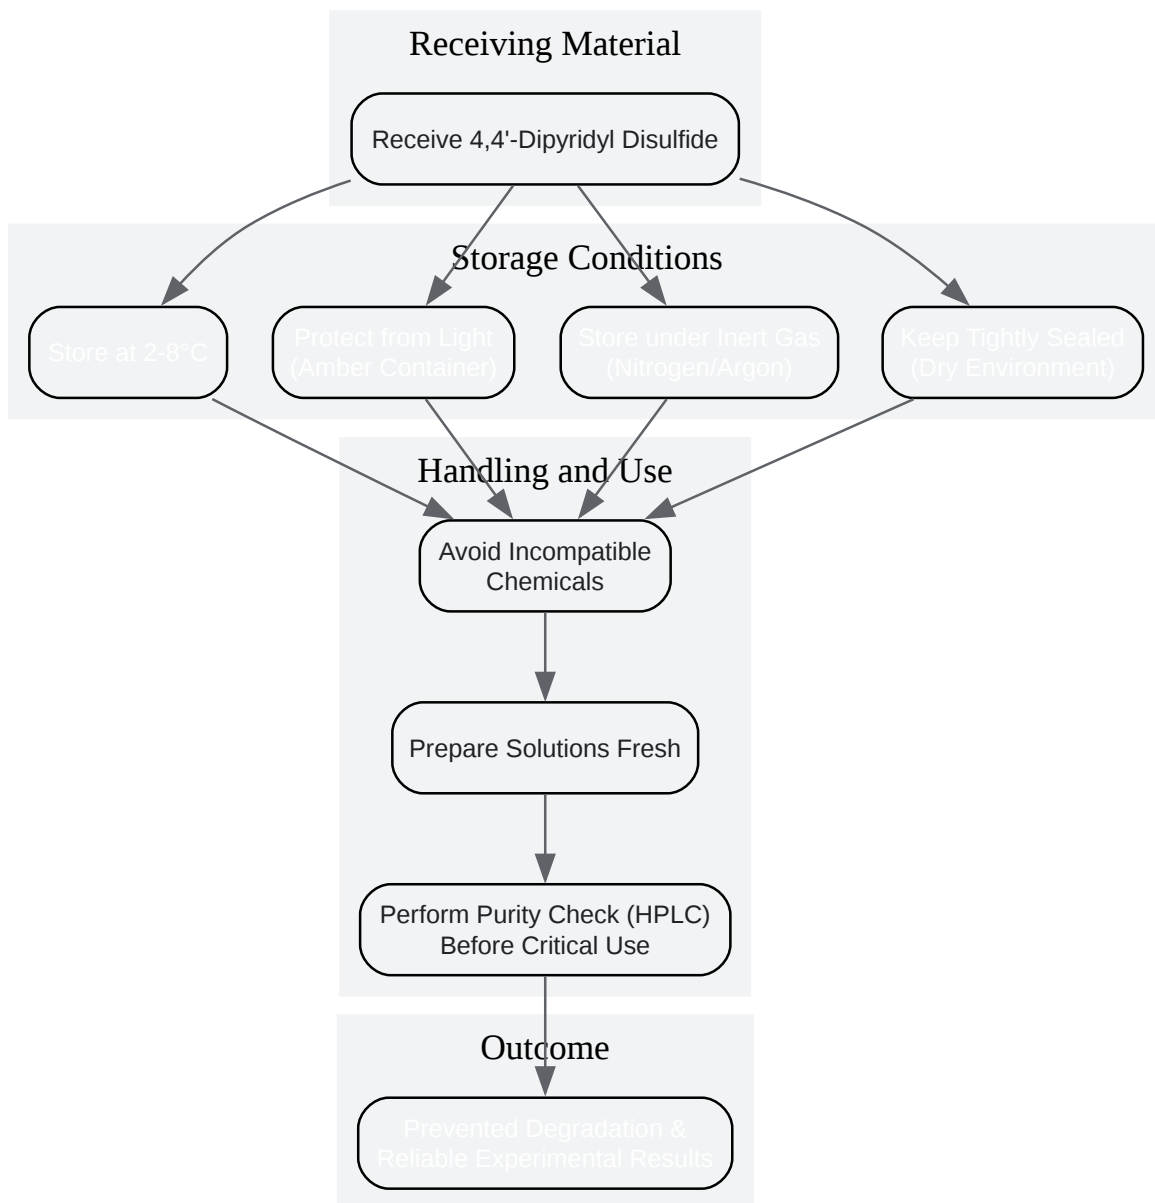 Receiving Material
Receive 4,4'-Dipyridyl Disulfide
Storage Conditions
Store at 2-8°C
Protect from Light
(Amber Container)
Store under Inert Gas
(Nitrogen/Argon)
Keep Tightly Sealed
(Dry Environment)
Handling and Use
Avoid Incompatible
Chemicals
Prepare Solutions Fresh
Perform Purity Check (HPLC)
Before Critical Use
Outcome
Prevented Degradation &
Reliable Experimental Results